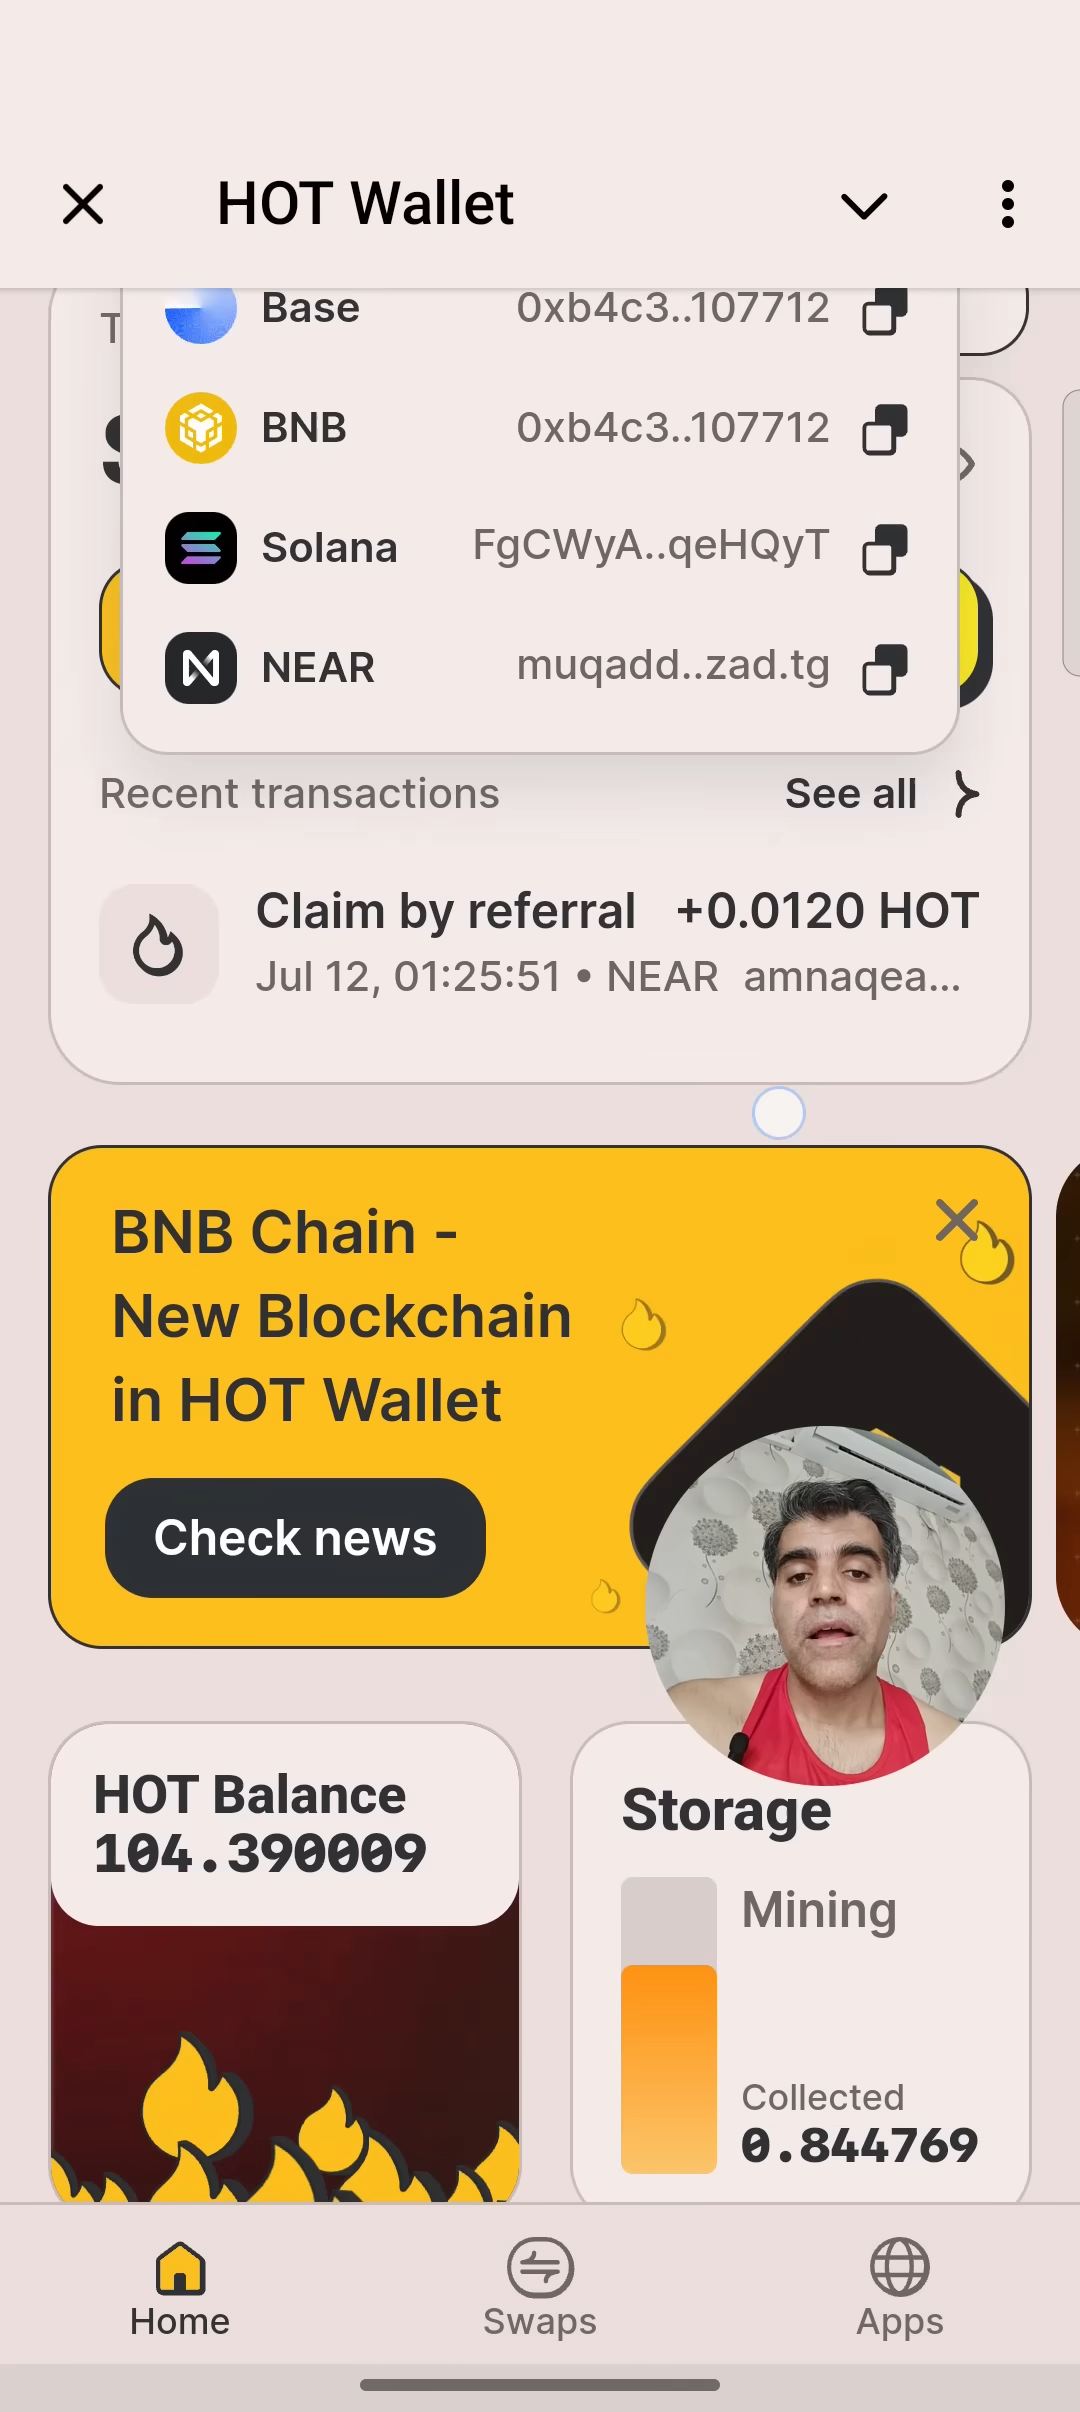 HOT Wallet
Base 0xb4c3..107712
BNB 0xb4c3..107712
Solana FgCWyA..qeHQyT
NEAR muqadd..zad.tg
Recent transactions See all
Claim by referral +0.0120 HOT
Jul 12, 01:25:51 • NEAR amnaqea...
BNB Chain -
New Blockchain
in HOT Wallet
Check news
HOT Balance
104.390009
Storage
Mining
Collected
0.844769
Home Swaps Apps